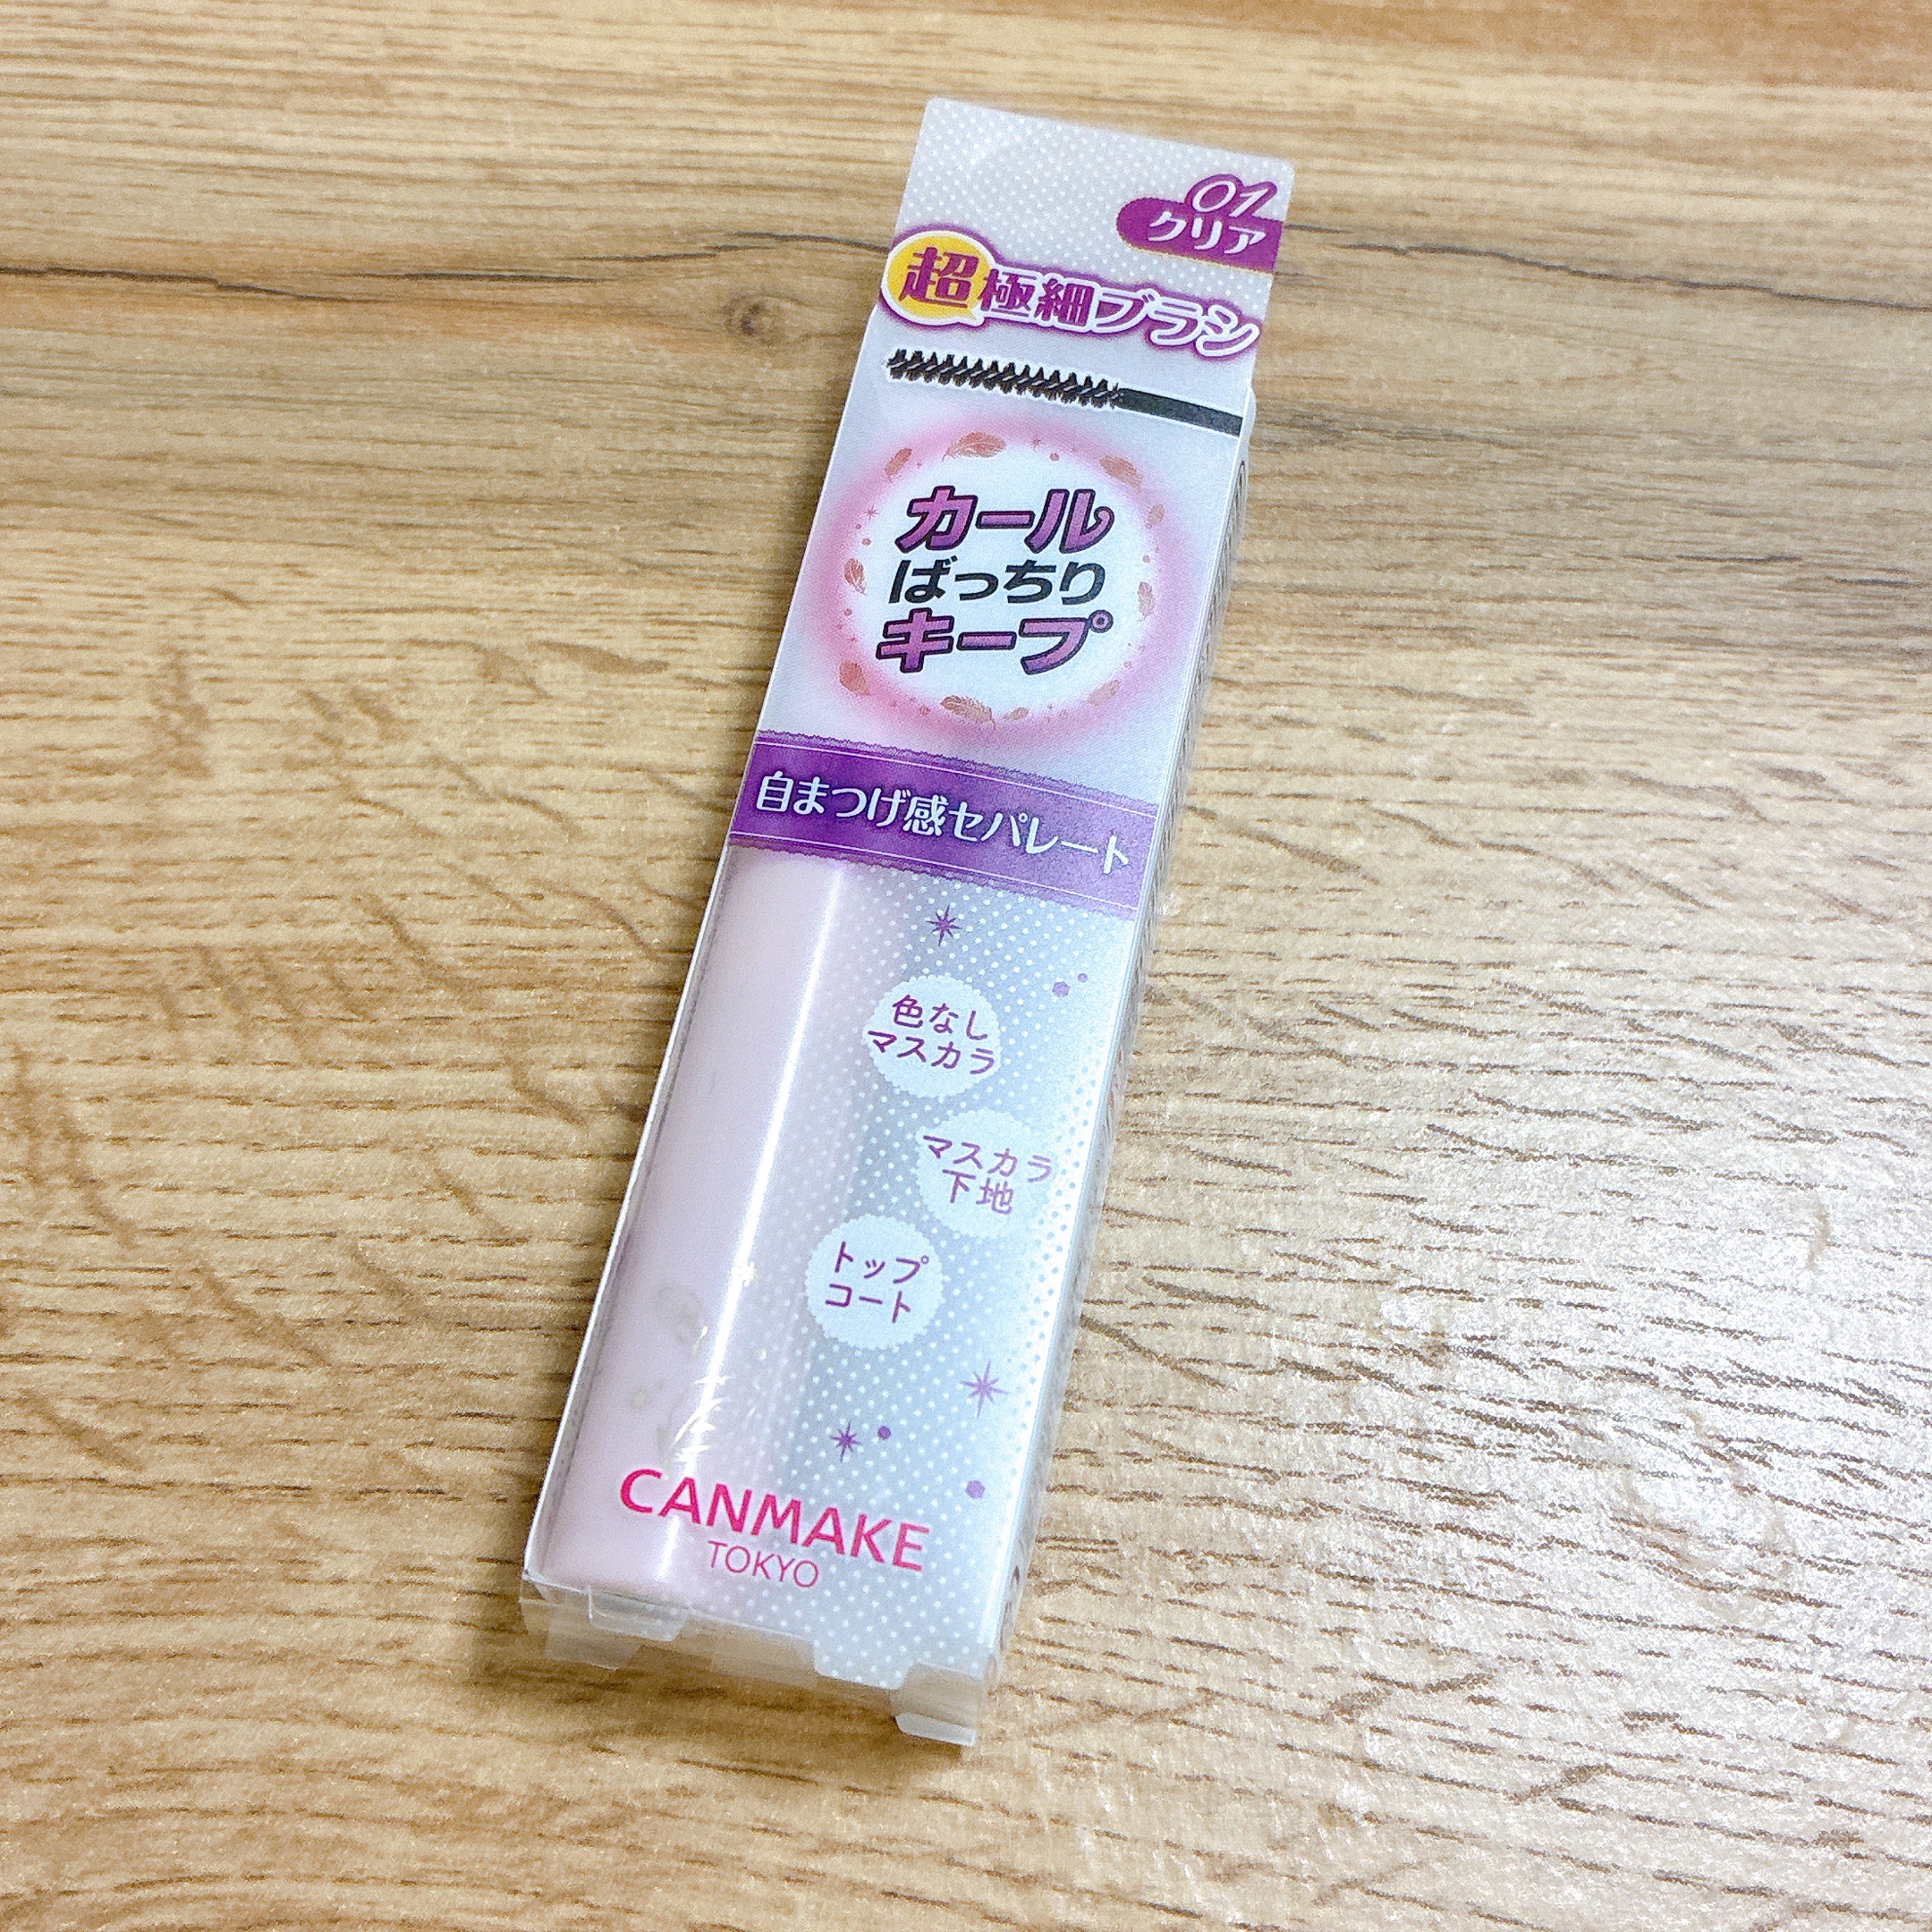 01
クリア
超極細ブラシ
カール
ばっちり
キープ
自まつげ感セパレート
色なし
マスカラ
マスカラ
下地
トップ
コート
CANMAKE
TOKYO